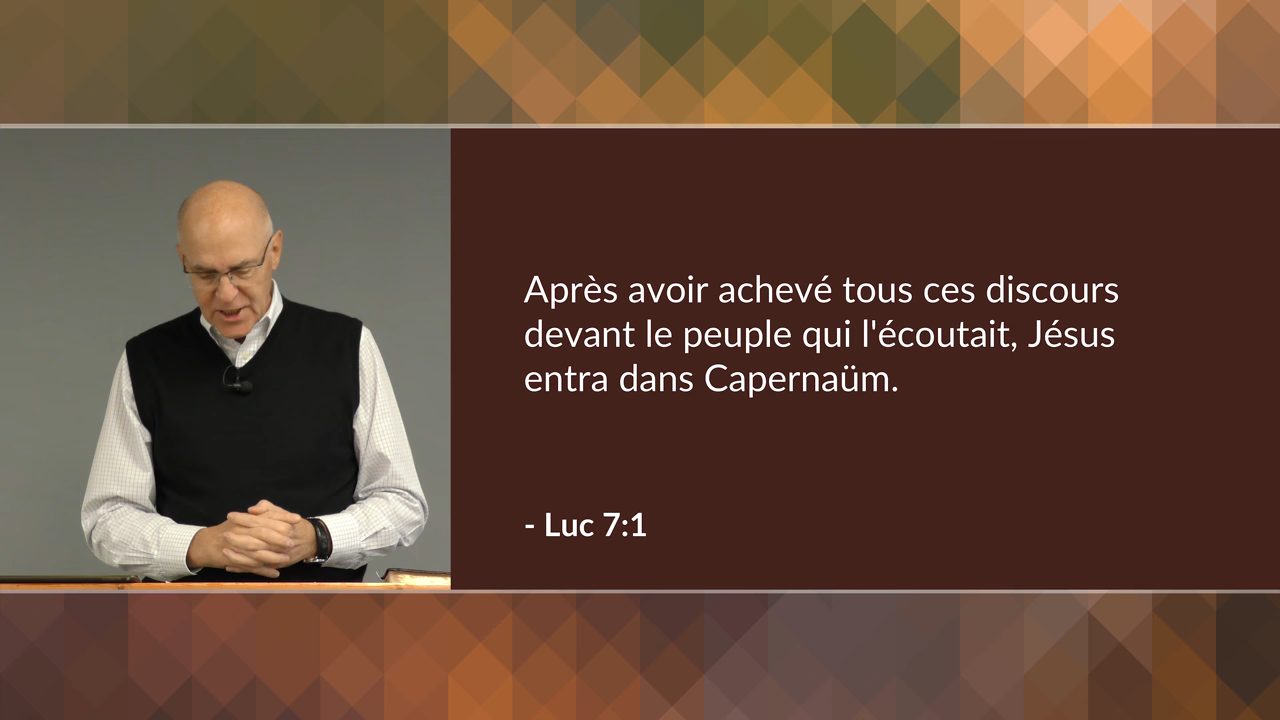 Après avoir achevé tous ces discours
devant le peuple qui l'écoutait, Jésus
entra dans Capernaüm.
- Luc 7:1